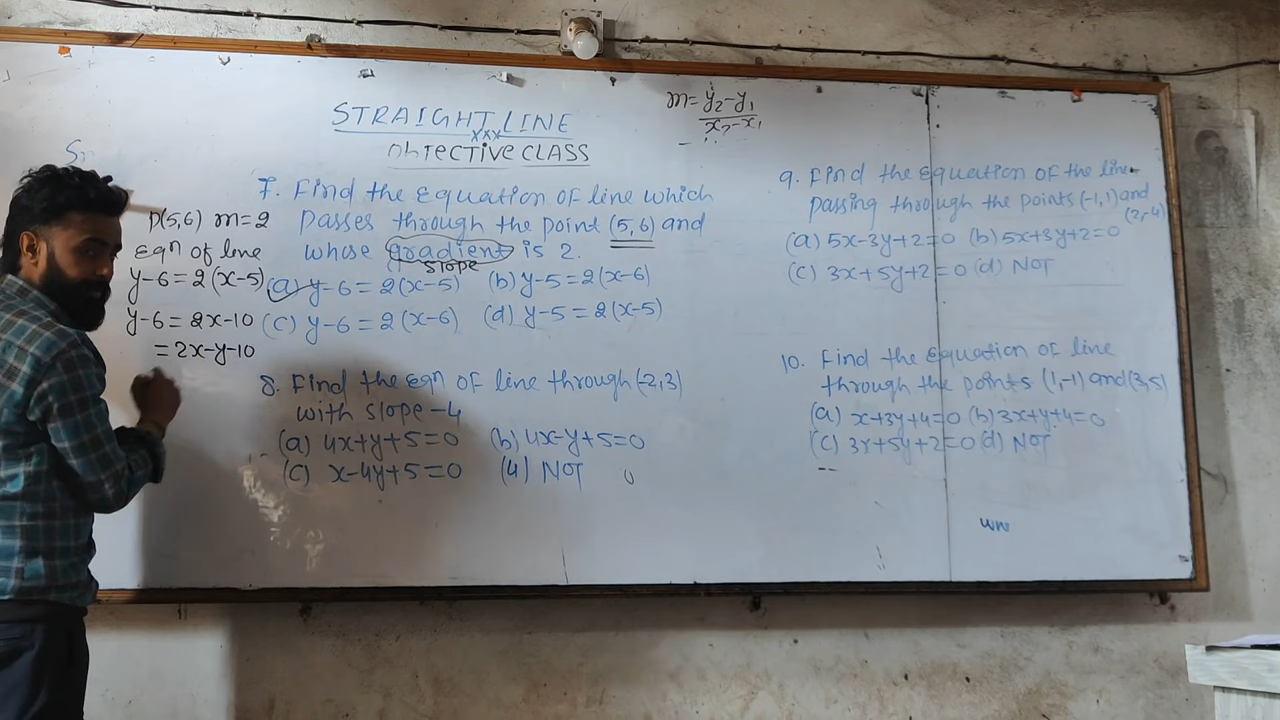 STRAIGHT LINE
xxx
OBJECTIVE CLASS
m = y₂-y₁
x₂-x₁
7. Find the Equation of line which
passes through the point (5,6) and
whose gradient is 2.
slope
(a) y-6 = 2(x-5) (b) y-5 = 2(x-6)
(c) y-6 = 2(x-6) (d) y-5 = 2(x-5)
P(5,6) m=2
Eqⁿ of line
y-6 = 2(x-5)
y-6 = 2x-10
= 2x-y-10
8. Find the Eqⁿ of line through (-2,3)
with slope -4
(a) 4x+y+5=0 (b) 4x-y+5=0
(c) x-4y+5=0 (4) NOT
9. Find the Equation of the line
passing through the points (-1,1) and
(2,-4)
(a) 5x-3y+2=0 (b) 5x+3y+2=0
(c) 3x+5y+2=0 (d) NOT
10. Find the Equation of line
through the points (1,-1) and (3,5)
(a) x+3y+4=0 (b) 3x+y+4=0
(c) 3x+5y+2=0 (d) NOT